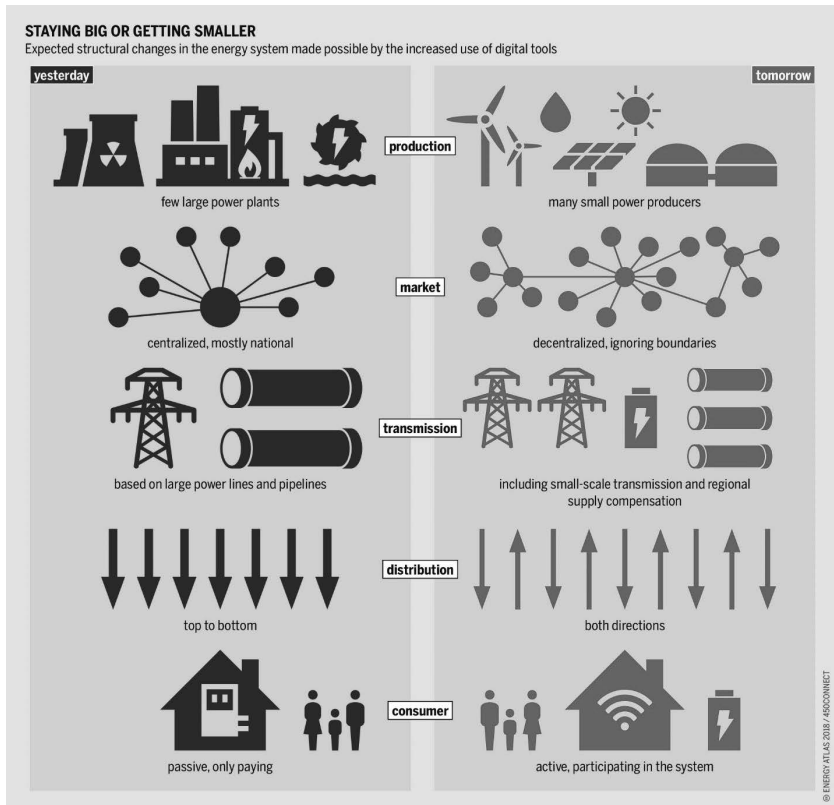 STAYING BIG OR GETTING SMALLER
Expected structural changes in the energy system made possible by the increased use of digital tools
yesterday
tomorrow
production
few large power plants
many small power producers
market
centralized, mostly national
decentralized, ignoring boundaries
transmission
based on large power lines and pipelines
including small-scale transmission and regional
supply compensation
distribution
top to bottom
both directions
consumer
passive, only paying
active, participating in the system
© ENERGY ATLAS 2018 / 450CONNECT